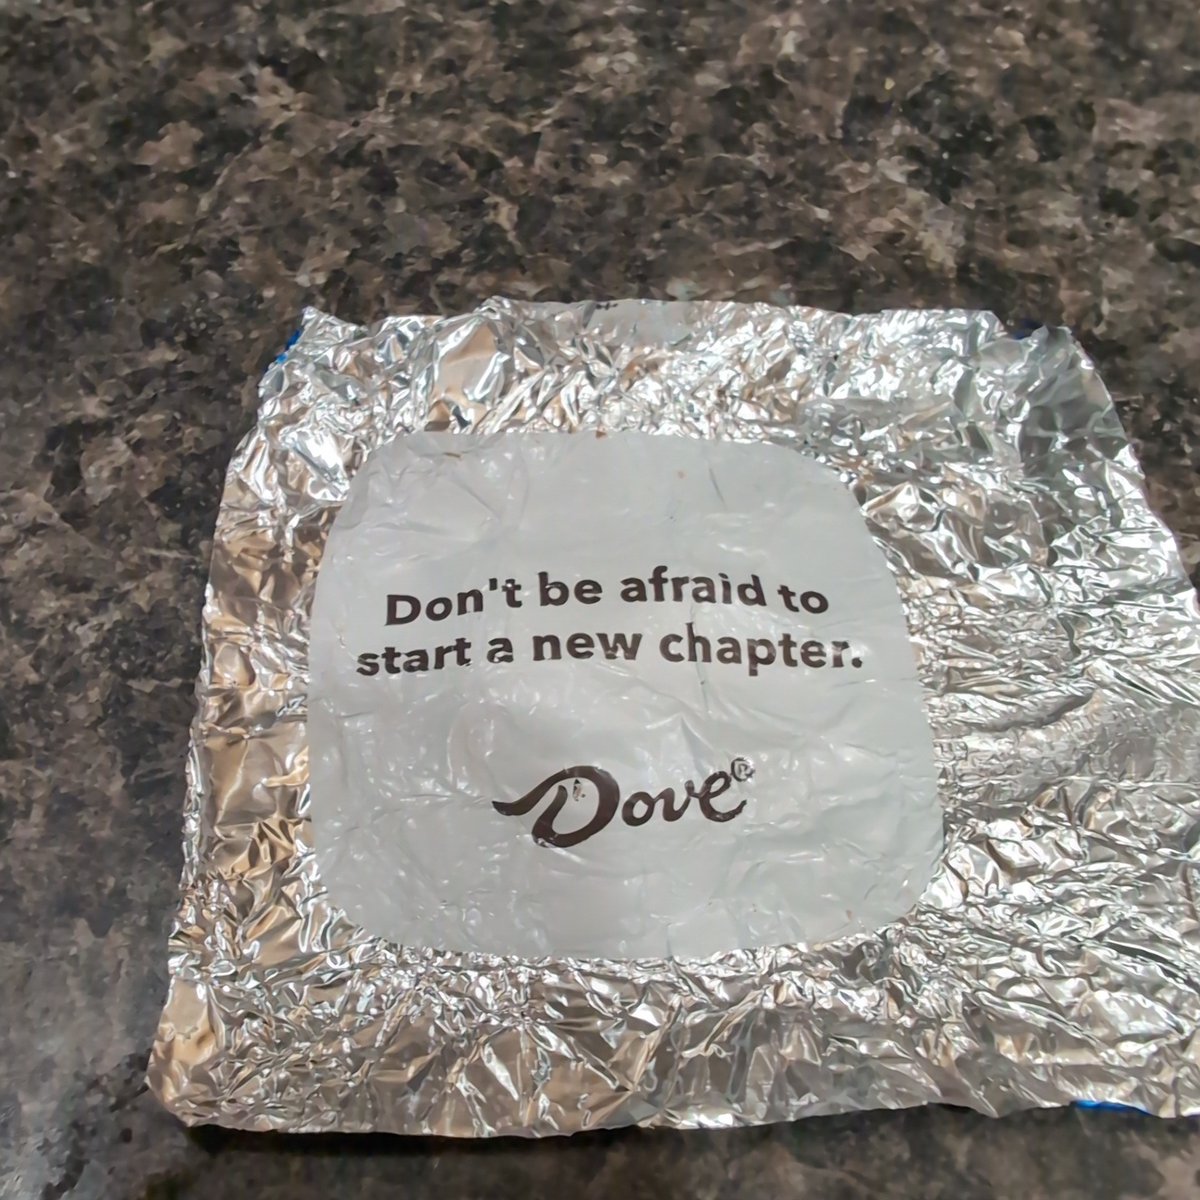 Don't be afraid to
start a new chapter.
Dove®